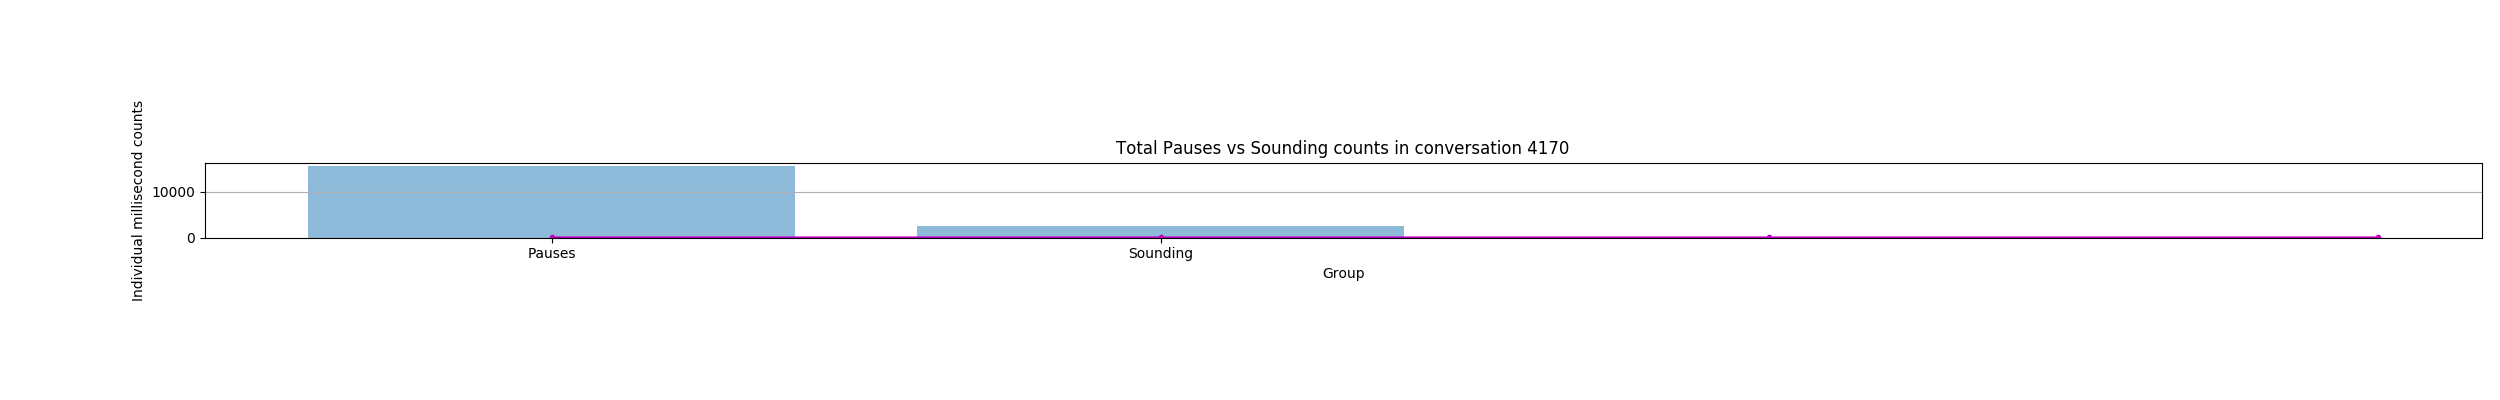 Total Pauses vs Sounding counts in conversation 4170
Individual millisecond counts
10000
0
Pauses
Sounding
Group